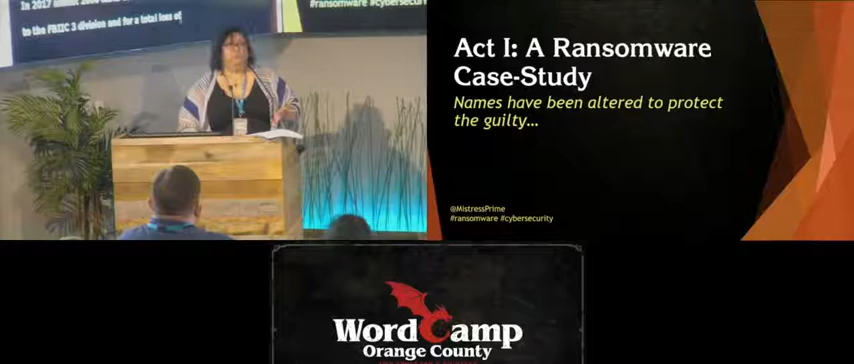 In 2017
to the FBIIC 3 division and for a total loss of
#ransomware #cybersecurity
Act I: A Ransomware
Case-Study
Names have been altered to protect
the guilty...
@MistressPrime
#ransomware #cybersecurity
WordCamp
Orange County